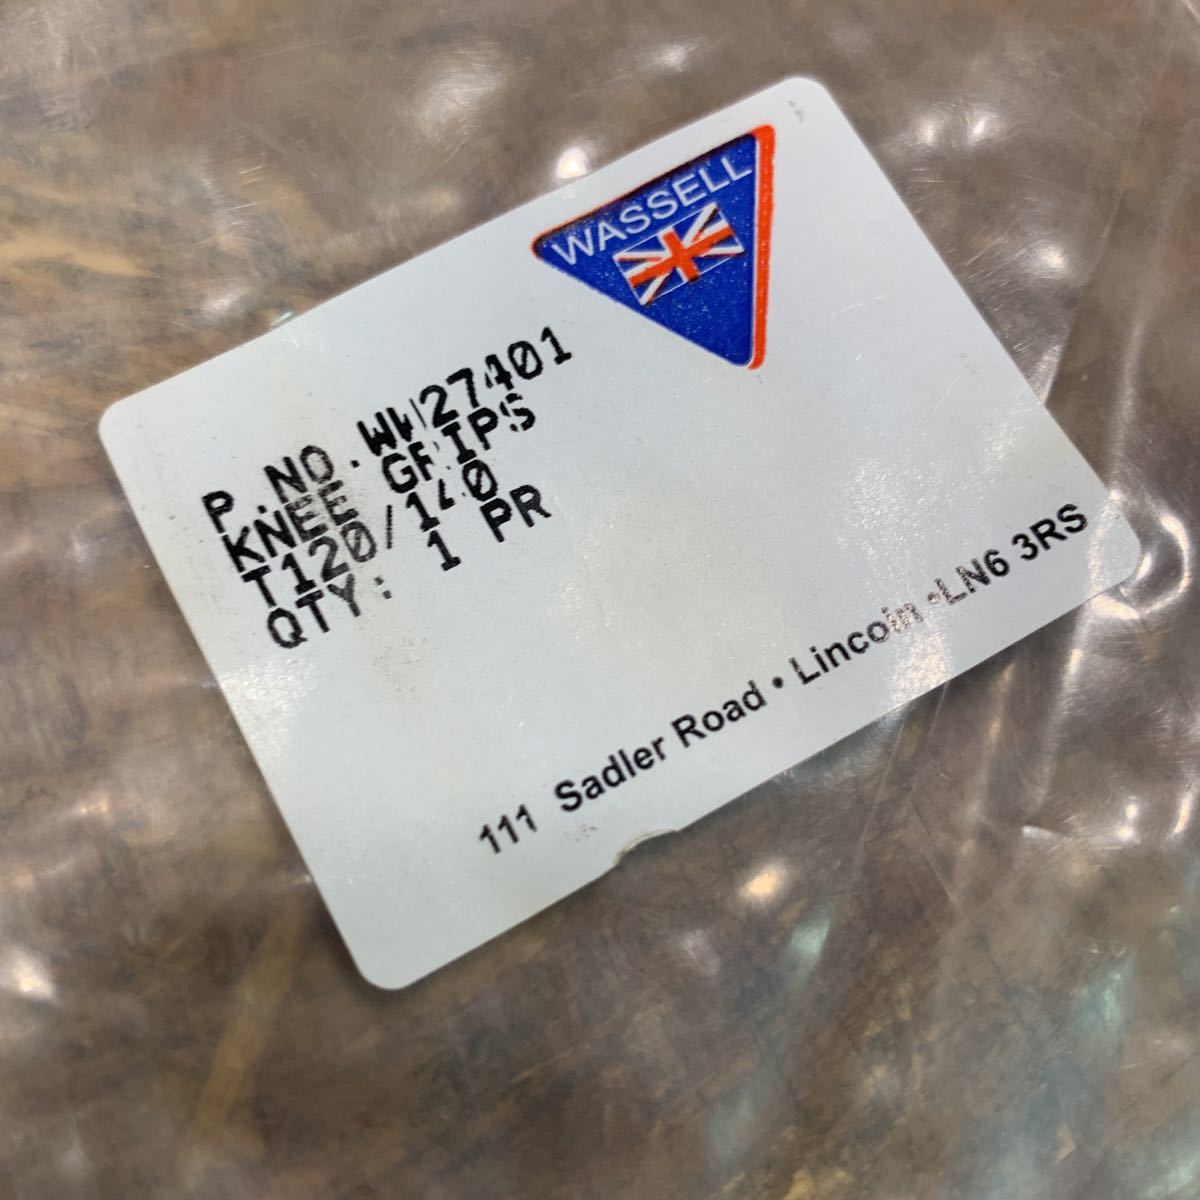 WASSELL
P.NO.WW27401
KNEE GRIPS
T120/140
QTY: 1 PR
111 Sadler Road • Lincoln • LN6 3RS